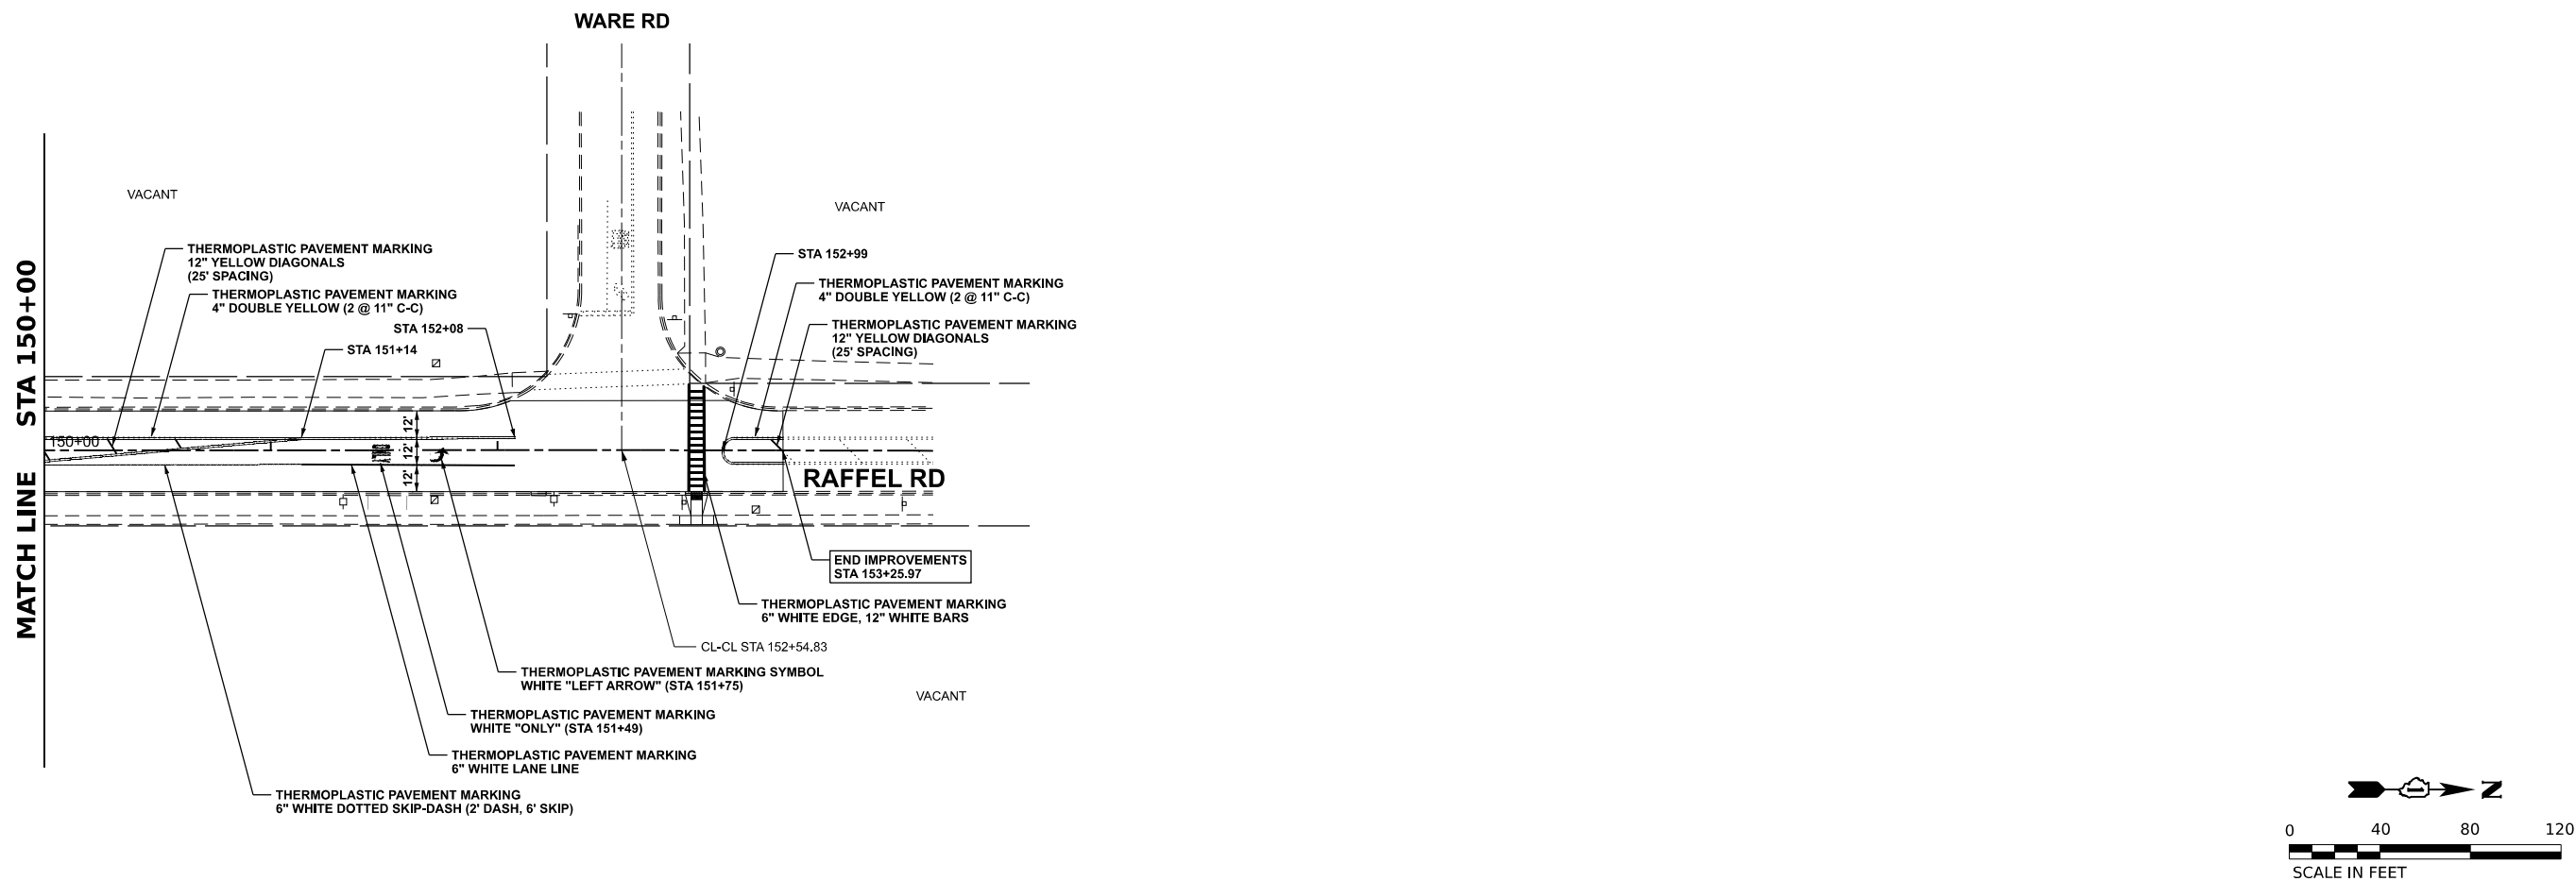 WARE RD
VACANT
VACANT
THERMOPLASTIC PAVEMENT MARKING
12" YELLOW DIAGONALS
(25' SPACING)
THERMOPLASTIC PAVEMENT MARKING
4" DOUBLE YELLOW (2 @ 11" C-C)
STA 152+08
STA 151+14
STA 152+99
THERMOPLASTIC PAVEMENT MARKING
4" DOUBLE YELLOW (2 @ 11" C-C)
THERMOPLASTIC PAVEMENT MARKING
12" YELLOW DIAGONALS
(25' SPACING)
MATCH LINE STA 150+00
150+00
12'
12'
12'
RAFFEL RD
END IMPROVEMENTS
STA 153+25.97
THERMOPLASTIC PAVEMENT MARKING
6" WHITE EDGE, 12" WHITE BARS
CL-CL STA 152+54.83
THERMOPLASTIC PAVEMENT MARKING SYMBOL
WHITE "LEFT ARROW" (STA 151+75)
VACANT
THERMOPLASTIC PAVEMENT MARKING
WHITE "ONLY" (STA 151+49)
THERMOPLASTIC PAVEMENT MARKING
6" WHITE LANE LINE
THERMOPLASTIC PAVEMENT MARKING
6" WHITE DOTTED SKIP-DASH (2' DASH, 6' SKIP)
N
0 40 80 120
SCALE IN FEET